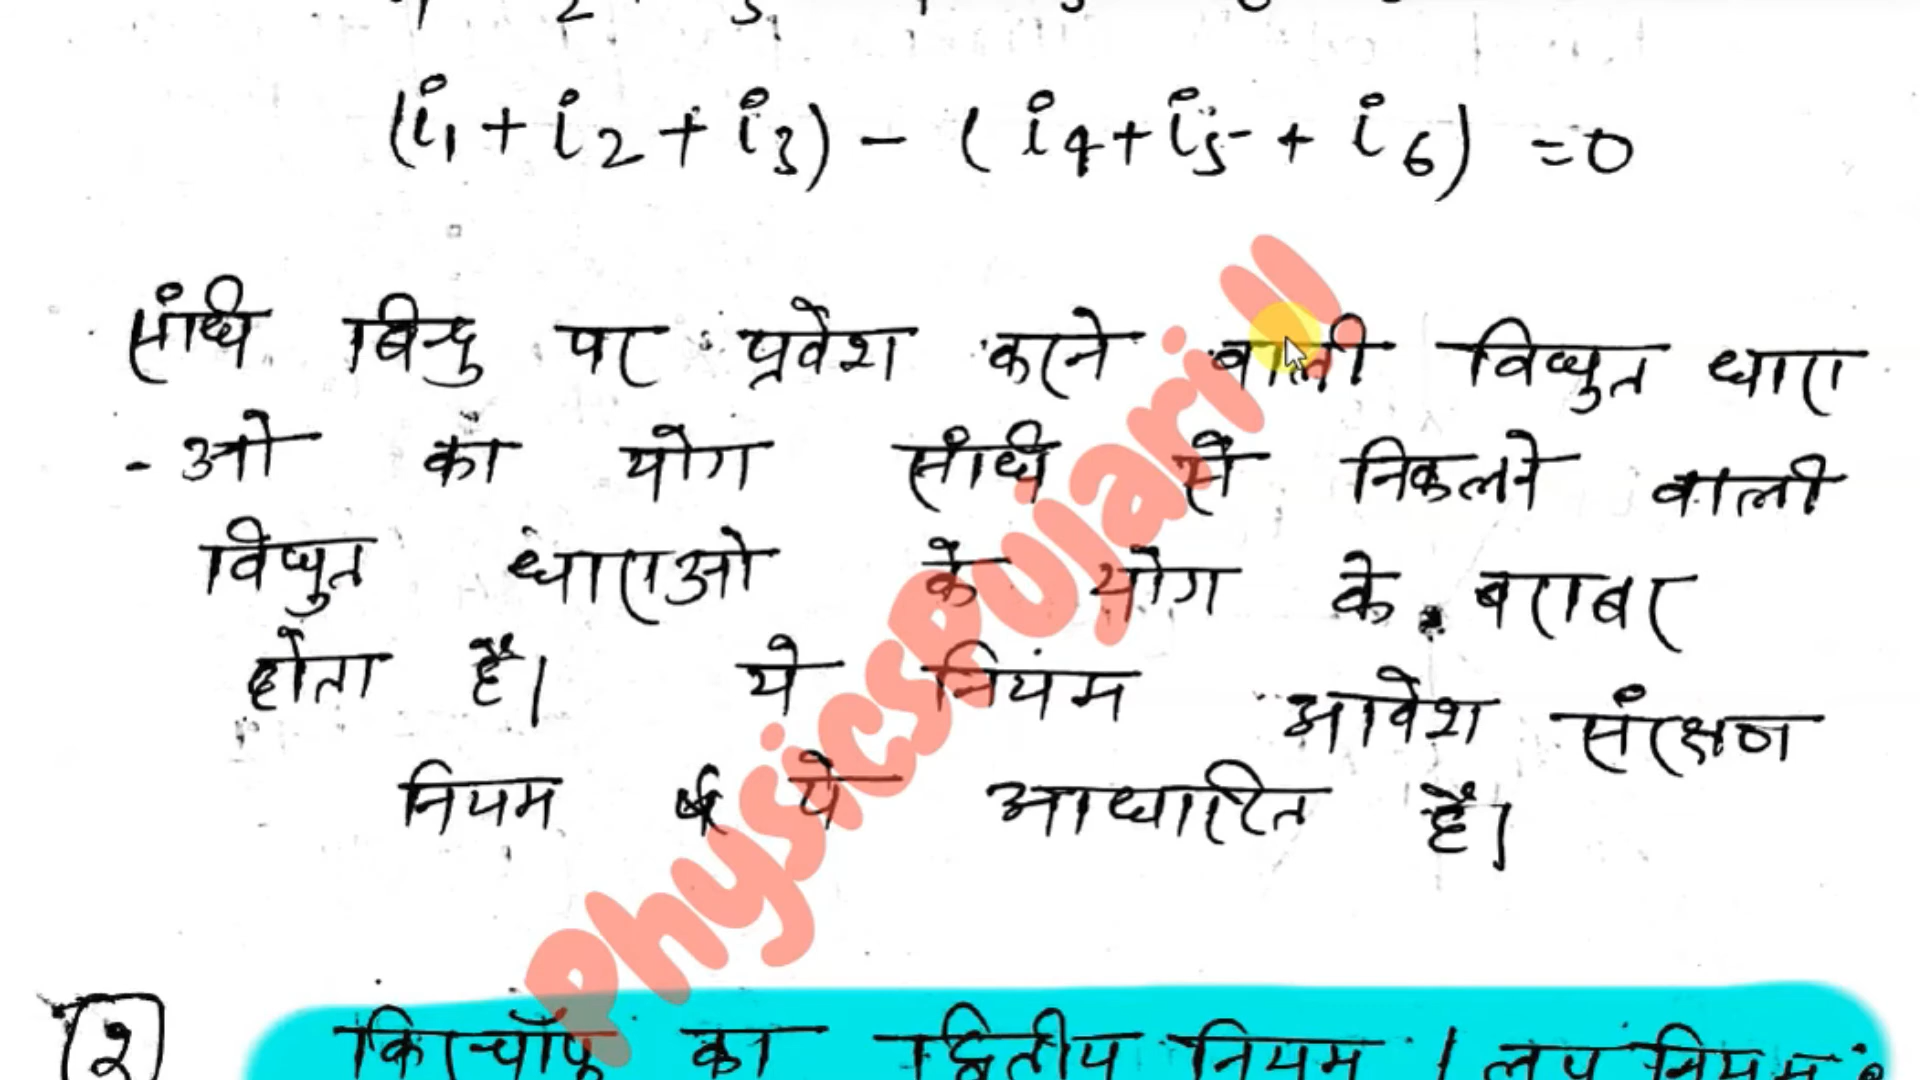 (i1 + i2 + i3) - (i4 + i5 + i6) = 0
संधि बिन्दु पर प्रवेश करने वाली विध्युत धारा
- ओ का योग संधि से निकलने वाली
विध्युत धाराओ के योग के बराबर
होता है। ये नियम आवेश संरक्षण
नियम पे आधारित है।
PhysicsPujari
२ किरचॉफ का द्वितीय नियम / लूप नियम :